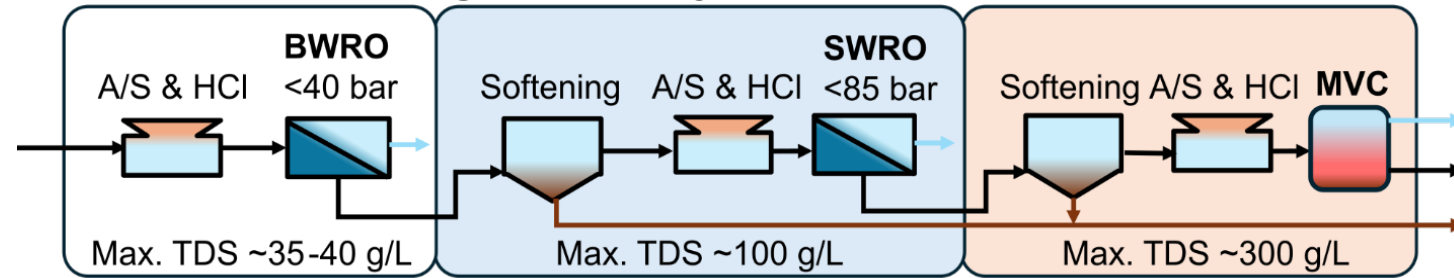 BWRO
A/S & HCl <40 bar
Max. TDS ~35-40 g/L
SWRO
Softening A/S & HCl <85 bar
Max. TDS ~100 g/L
Softening A/S & HCl MVC
Max. TDS ~300 g/L